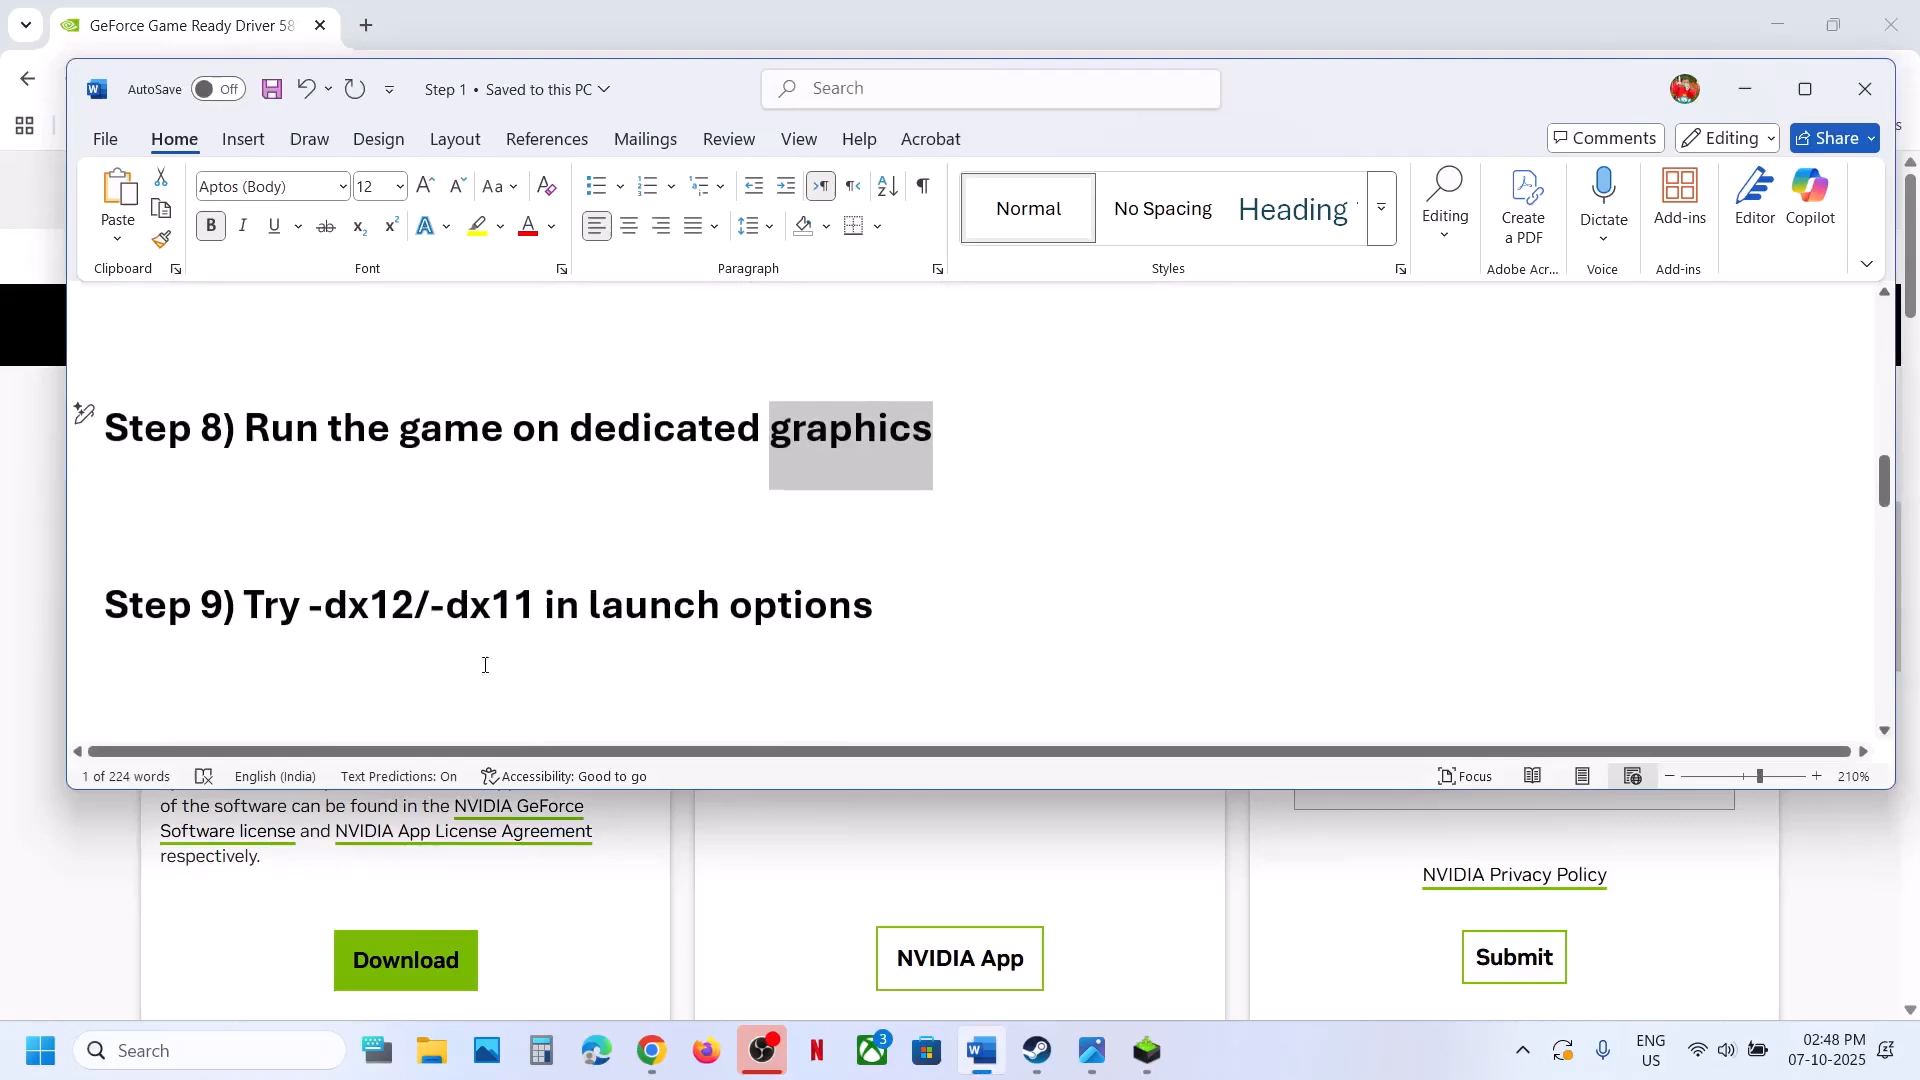 GeForce Game Ready Driver 58
AutoSave Off Step 1 • Saved to this PC Search
File Home Insert Draw Design Layout References Mailings Review View Help Acrobat Comments Editing Share
Paste Aptos (Body) 12 Normal No Spacing Heading Editing Create a PDF Dictate Add-ins Editor Copilot
Clipboard Font Paragraph Styles Adobe Acr... Voice Add-ins
Step 8) Run the game on dedicated graphics
Step 9) Try -dx12/-dx11 in launch options
1 of 224 words English (India) Text Predictions: On Accessibility: Good to go Focus 210%
of the software can be found in the NVIDIA GeForce
Software license and NVIDIA App License Agreement
respectively.
NVIDIA Privacy Policy
Download NVIDIA App Submit
Search 3 ENG US 02:48 PM 07-10-2025